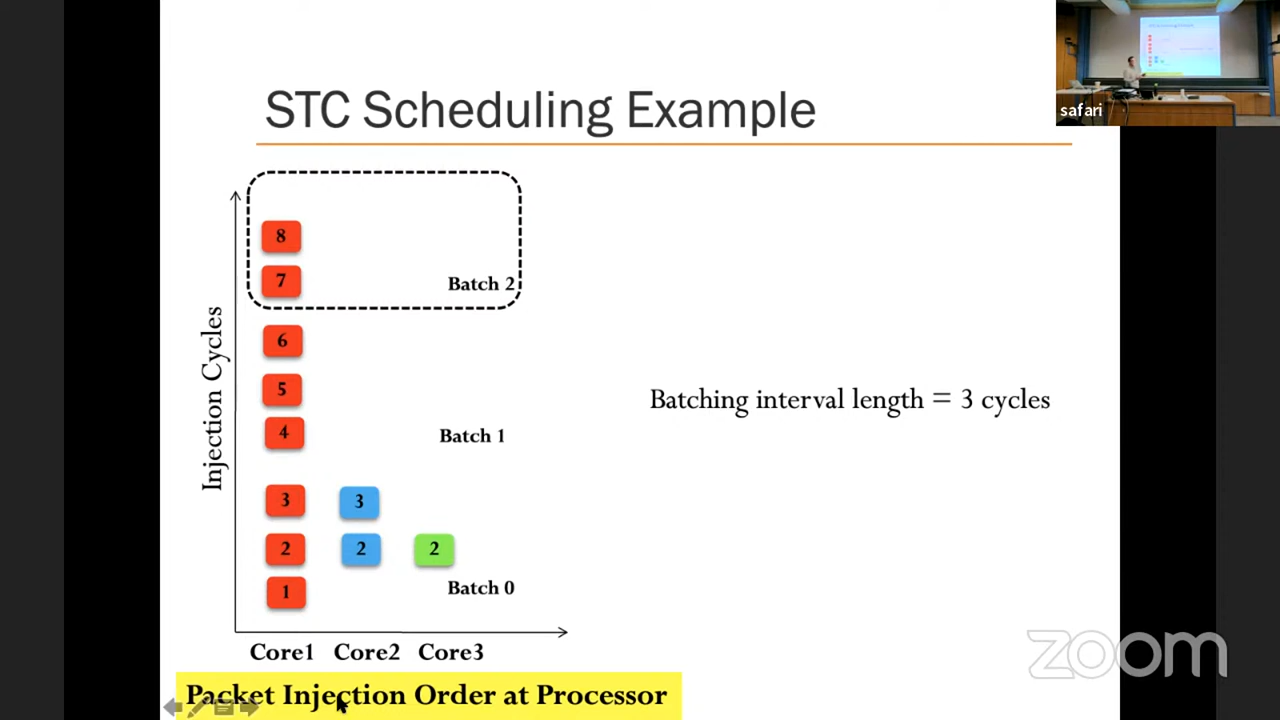 STC Scheduling Example
safari
Injection Cycles
8
7
Batch 2
6
5
4
Batch 1
3 3
2 2 2
1
Batch 0
Core1 Core2 Core3
Packet Injection Order at Processor
Batching interval length = 3 cycles
zoom